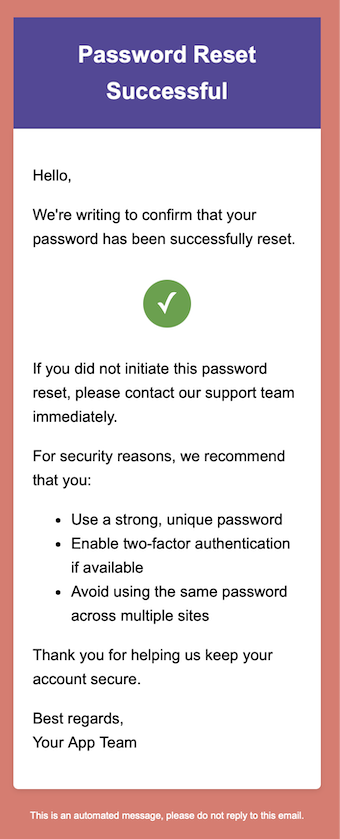 Password Reset
Successful
Hello,
We're writing to confirm that your
password has been successfully reset.
If you did not initiate this password
reset, please contact our support team
immediately.
For security reasons, we recommend
that you:
• Use a strong, unique password
• Enable two-factor authentication
if available
• Avoid using the same password
across multiple sites
Thank you for helping us keep your
account secure.
Best regards,
Your App Team
This is an automated message, please do not reply to this email.